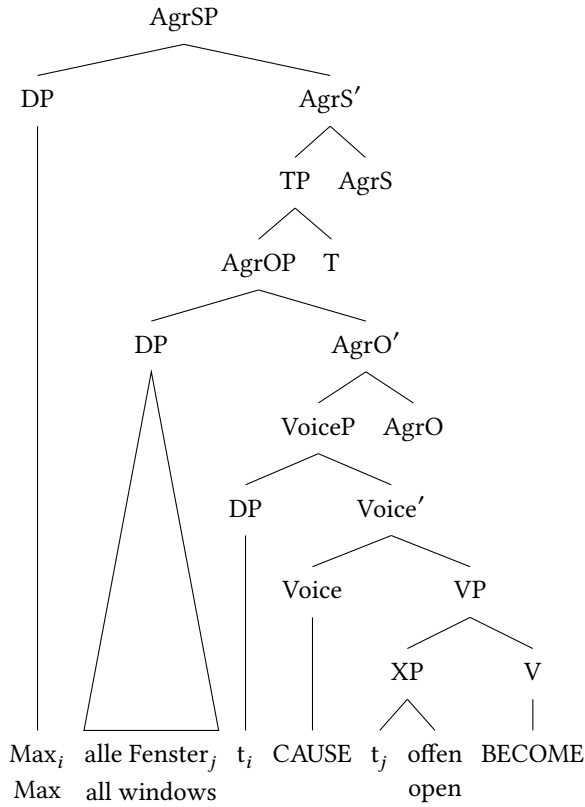 AgrSP
DP AgrS′
TP AgrS
AgrOP T
DP AgrO′
VoiceP AgrO
DP Voice′
Voice VP
XP V
Maxᵢ alle Fensterⱼ tᵢ CAUSE tⱼ offen BECOME
Max all windows open